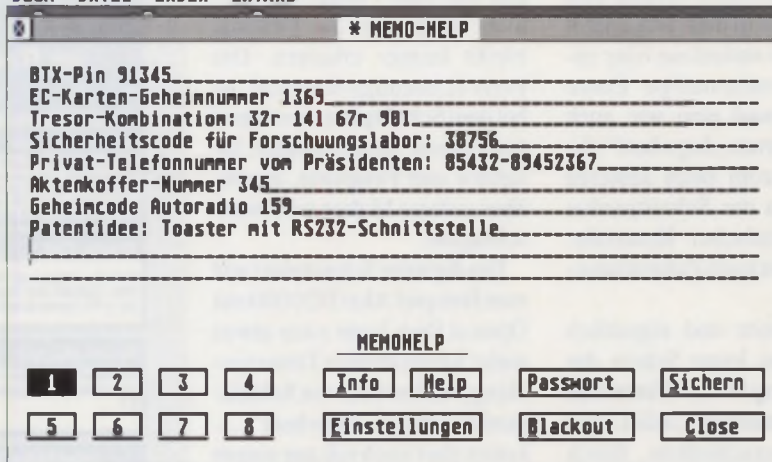 * MEMO-HELP
BTX-Pin 91345
EC-Karten-Geheimnummer 1369
Tresor-Kombination: 32r 141 67r 981
Sicherheitscode für Forschuungslabor: 38756
Privat-Telefonnummer vom Präsidenten: 85432-89452367
Aktenkoffer-Nummer 345
Geheimcode Autoradio 159
Patentidee: Toaster mit RS232-Schnittstelle
MEMOHELP
1 2 3 4 Info Help Passwort Sichern
5 6 7 8 Einstellungen Blackout Close